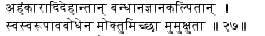 अहंकारादिदेहान्तान् बन्धानज्ञानकल्पितान् ।
स्वस्वरूपावबोधेन मोक्तुमिच्छा मुमुक्षुता ॥ २७॥